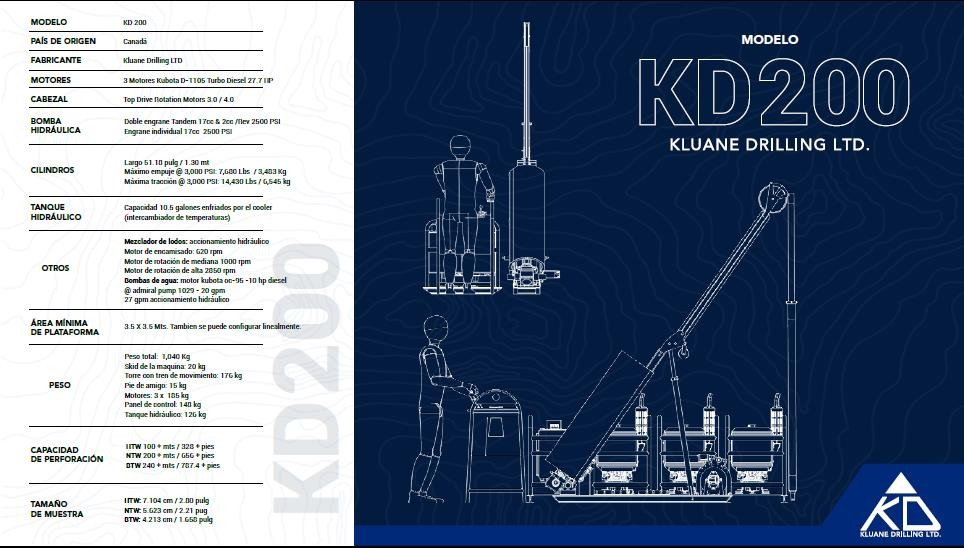 MODELO KD 200
PAÍS DE ORIGEN Canadá
FABRICANTE Kluane Drilling LTD
MOTORES 3 Motores Kubota D-1105 Turbo Diesel 27.7 HP
CABEZAL Top Drive Rotation Motors 3.0 / 4.0
BOMBA
HIDRÁULICA
Doble engrane Tandem 17cc & 2cc /Rev 2500 PSI
Engrane individual 17cc 2500 PSI
CILINDROS
Largo 51.18 pulg / 1.30 mt
Máximo empuje @ 3,000 PSI: 7,680 Lbs / 3,483 Kg
Máxima tracción @ 3,000 PSI: 14,430 Lbs / 6,545 kg
TANQUE
HIDRÁULICO
Capacidad 10.5 galones enfriados por el cooler
(intercambiador de temperaturas)
OTROS
Mezclador de lodos: accionamiento hidráulico
Motor de encamisado: 620 rpm
Motor de rotación de mediana 1000 rpm
Motor de rotación de alta 2850 rpm
Bombas de agua: motor kubota oc-95 -10 hp diesel
@ admiral pump 1029 - 20 gpm
27 gpm accionamiento hidráulico
ÁREA MÍNIMA
DE PLATAFORMA
3.5 X 3.5 Mts. Tambien se puede configurar linealmente.
PESO
Peso total: 1,040 Kg
Skid de la maquina: 20 kg
Torre con tren de movimiento: 176 kg
Pie de amigo: 15 kg
Motores: 3 x 185 kg
Panel de control: 148 kg
Tanque hidráulico: 126 kg
CAPACIDAD
DE PERFORACIÓN
HTW 100 + mts / 328 + pies
NTW 200 + mts / 656 + pies
BTW 240 + mts / 787.4 + pies
TAMAÑO
DE MUESTRA
HTW: 7.104 cm / 2.80 pulg
NTW: 5.623 cm / 2.21 pug
BTW: 4.213 cm / 1.658 pulg
KD200
MODELO
KD200
KLUANE DRILLING LTD.
KD
KLUANE DRILLING LTD.